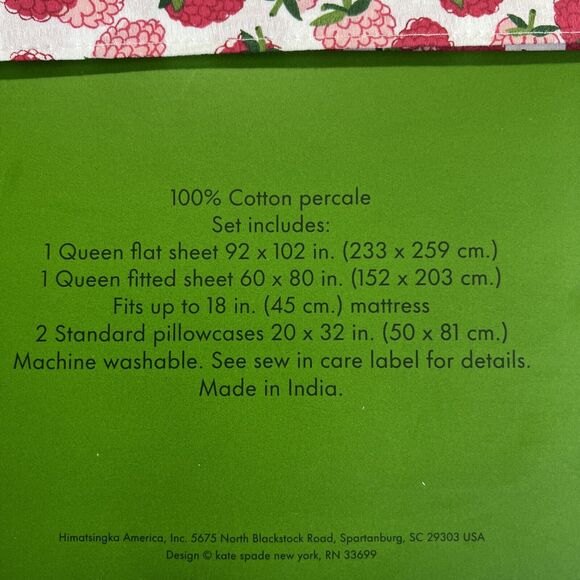 100% Cotton percale
Set includes:
1 Queen flat sheet 92 x 102 in. (233 x 259 cm.)
1 Queen fitted sheet 60 x 80 in. (152 x 203 cm.)
Fits up to 18 in. (45 cm.) mattress
2 Standard pillowcases 20 x 32 in. (50 x 81 cm.)
Machine washable. See sew in care label for details.
Made in India.
Himatsingka America, Inc. 5675 North Blackstock Road, Spartanburg, SC 29303 USA
Design © kate spade new york, RN 33699